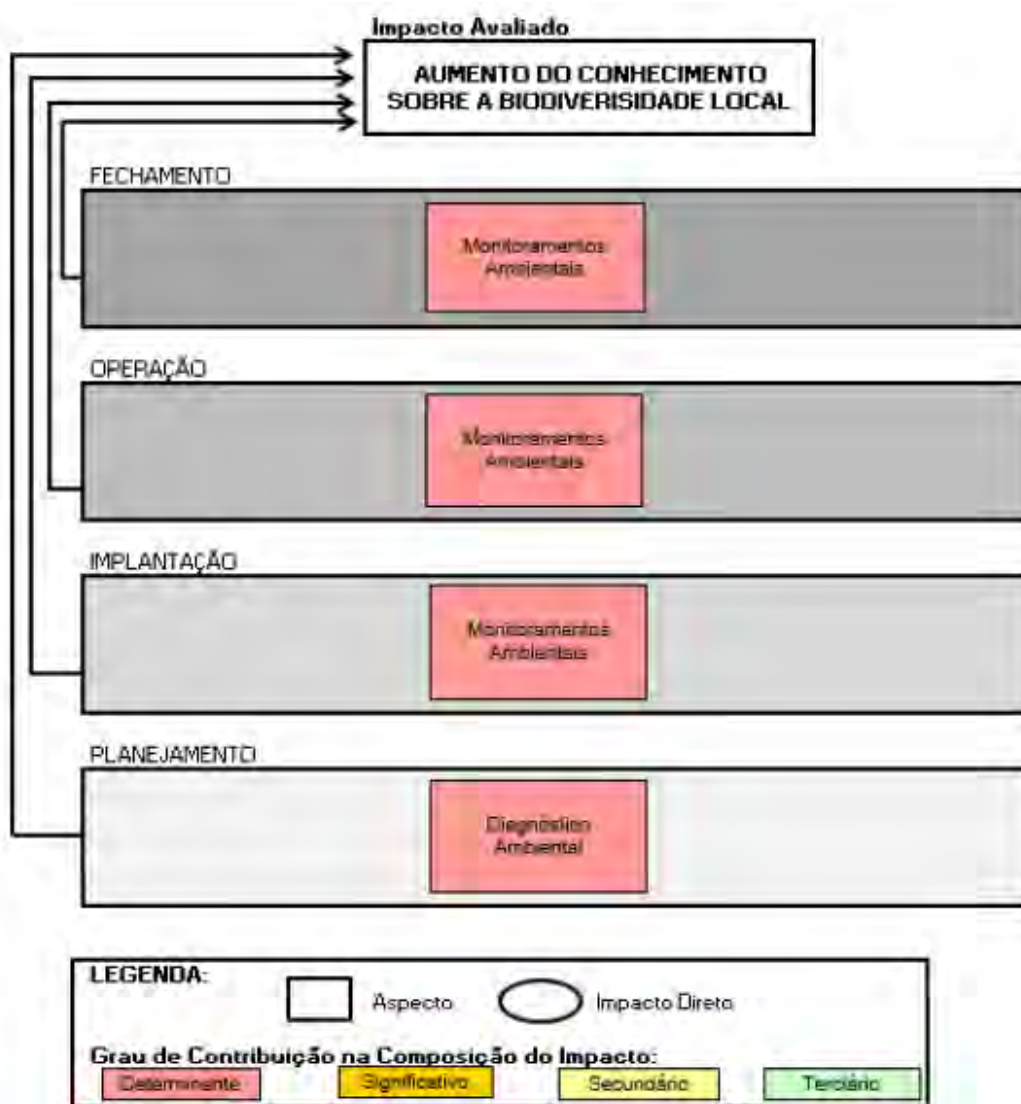 Impacto Avaliado
AUMENTO DO CONHECIMENTO
SOBRE A BIODIVERISIDADE LOCAL
FECHAMENTO
Monitoramentos
Ambientais
OPERAÇÃO
Monitoramentos
Ambientais
IMPLANTAÇÃO
Monitoramentos
Ambientais
PLANEJAMENTO
Diagnóstico
Ambiental
LEGENDA:
Aspecto
Impacto Direto
Grau de Contribuição na Composição do Impacto:
Determinante
Significativo
Secundário
Terciário